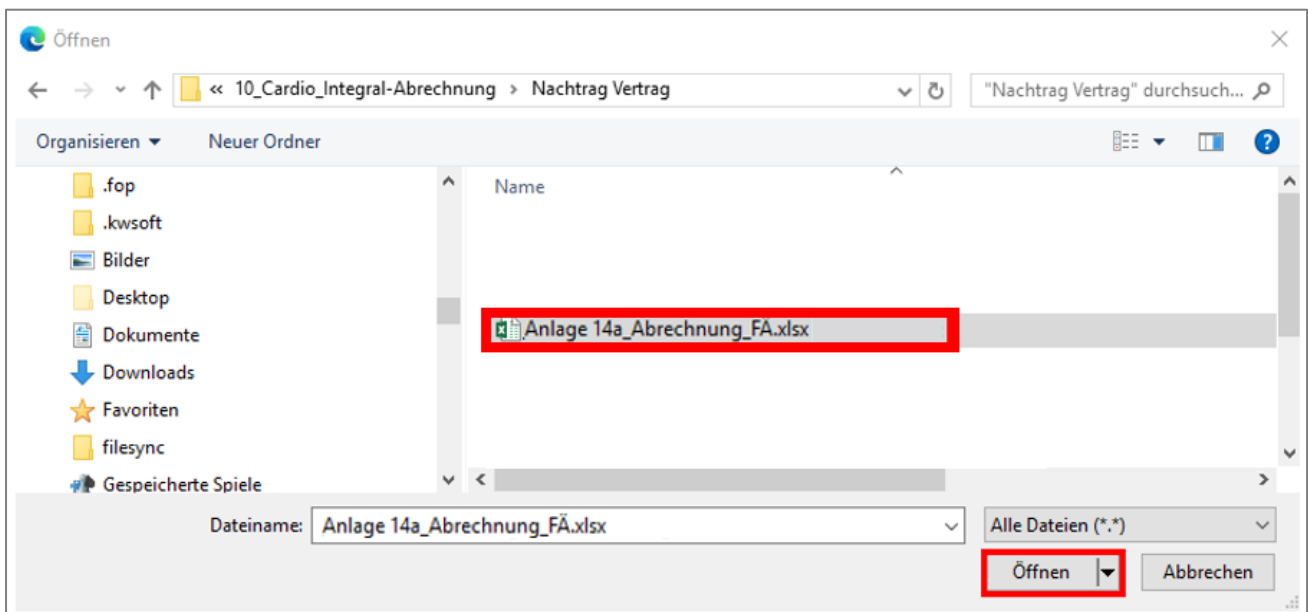 Öffnen
« 10_Cardio_Integral-Abrechnung › Nachtrag Vertrag
"Nachtrag Vertrag" durchsuch...
Organisieren
Neuer Ordner
.fop
.kwsoft
Bilder
Desktop
Dokumente
Downloads
Favoriten
filesync
Gespeicherte Spiele
Name
Anlage 14a_Abrechnung_FA.xlsx
Dateiname:
Anlage 14a_Abrechnung_FÄ.xlsx
Alle Dateien (*.*)
Öffnen
Abbrechen